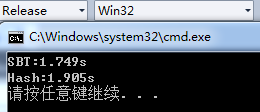 Release Win32
C:\Windows\system32\cmd.exe
SBT:1.749s
Hash:1.905s
请按任意键继续. . .